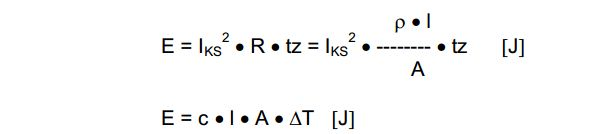 ρ • l
E = I_KS² • R • tz = I_KS² • -------- • tz [J]
A
E = c • l • A • ΔT [J]